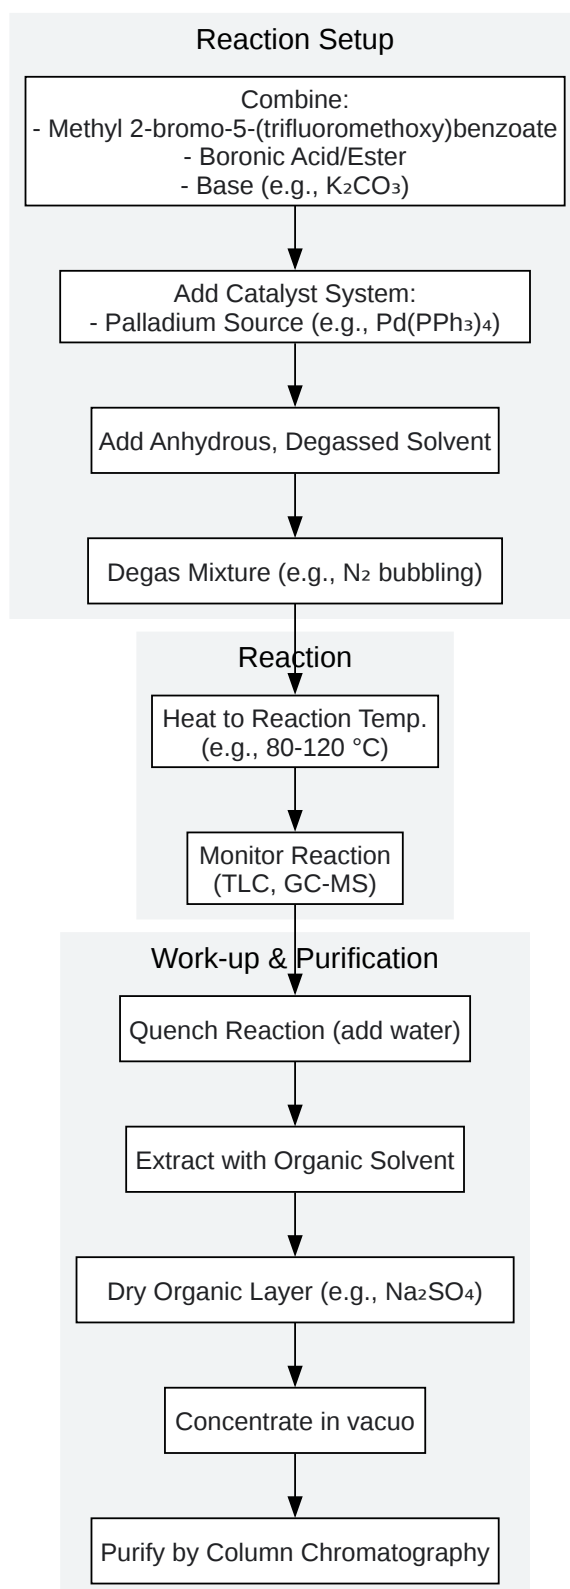 Reaction Setup
Combine:
- Methyl 2-bromo-5-(trifluoromethoxy)benzoate
- Boronic Acid/Ester
- Base (e.g., K₂CO₃)
Add Catalyst System:
- Palladium Source (e.g., Pd(PPh₃)₄)
Add Anhydrous, Degassed Solvent
Degas Mixture (e.g., N₂ bubbling)
Reaction
Heat to Reaction Temp.
(e.g., 80-120 °C)
Monitor Reaction
(TLC, GC-MS)
Work-up & Purification
Quench Reaction (add water)
Extract with Organic Solvent
Dry Organic Layer (e.g., Na₂SO₄)
Concentrate in vacuo
Purify by Column Chromatography